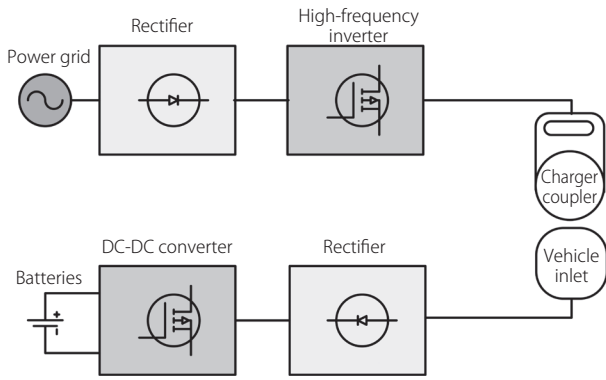 Rectifier
High-frequency
inverter
Power grid
Charger
coupler
DC-DC converter
Rectifier
Vehicle
inlet
Batteries
+
-